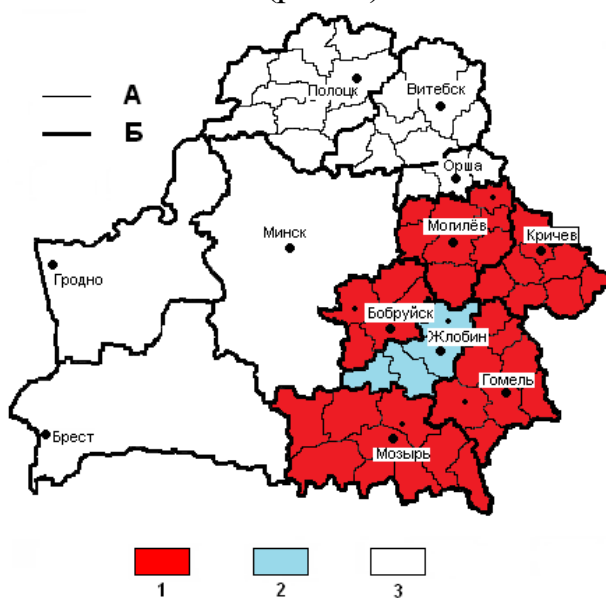 Полоцк
Витебск
А
Б
Орша
Минск
Могилёв
Кричев
Гродно
Бобруйск
Жлобин
Гомель
Брест
Мозырь
1
2
3